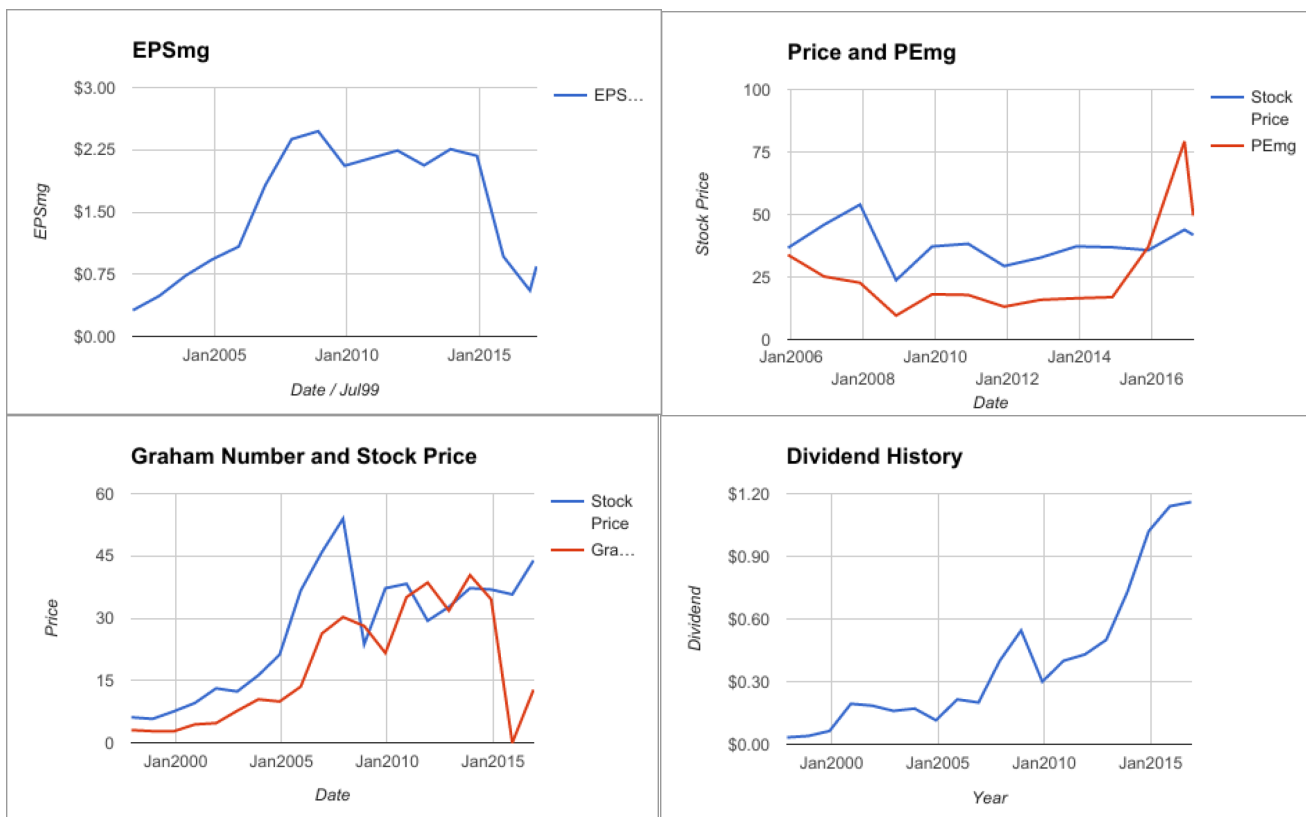 EPSmg
$3.00
$2.25
$1.50
$0.75
$0.00
EPSmg
Jan2005
Jan2010
Jan2015
Date / Jul99
EPS…
Price and PEmg
100
75
50
25
0
Stock Price
Jan2006
Jan2010
Jan2014
Jan2008
Jan2012
Jan2016
Date
Stock
Price
PEmg
Graham Number and Stock Price
60
45
30
15
0
Price
Jan2000
Jan2005
Jan2010
Jan2015
Date
Stock
Price
Gra…
Dividend History
$1.20
$0.90
$0.60
$0.30
$0.00
Dividend
Jan2000
Jan2005
Jan2010
Jan2015
Year